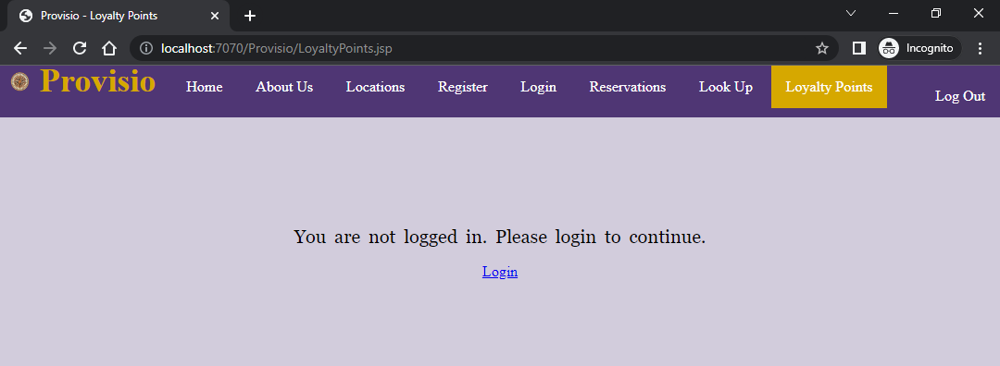 Provisio - Loyalty Points
localhost:7070/Provisio/LoyaltyPoints.jsp
Incognito
Provisio Home About Us Locations Register Login Reservations Look Up Loyalty Points Log Out
You are not logged in. Please login to continue.
Login